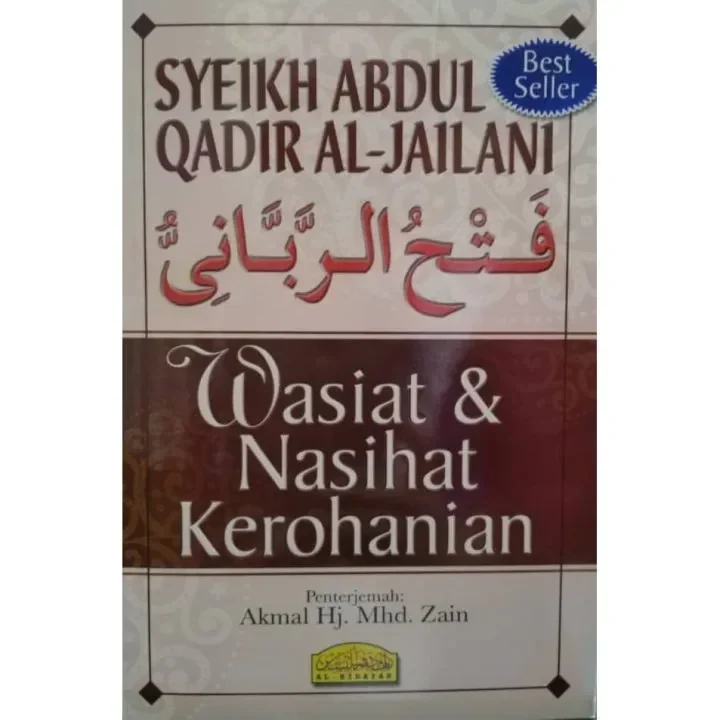 SYEIKH ABDUL
QADIR AL-JAILANI
Best
Seller
فَتْحُ الرَّبَّانِيُّ
Wasiat &
Nasihat
Kerohanian
Penterjemah:
Akmal Hj. Mhd. Zain
AL-HIDAYAH